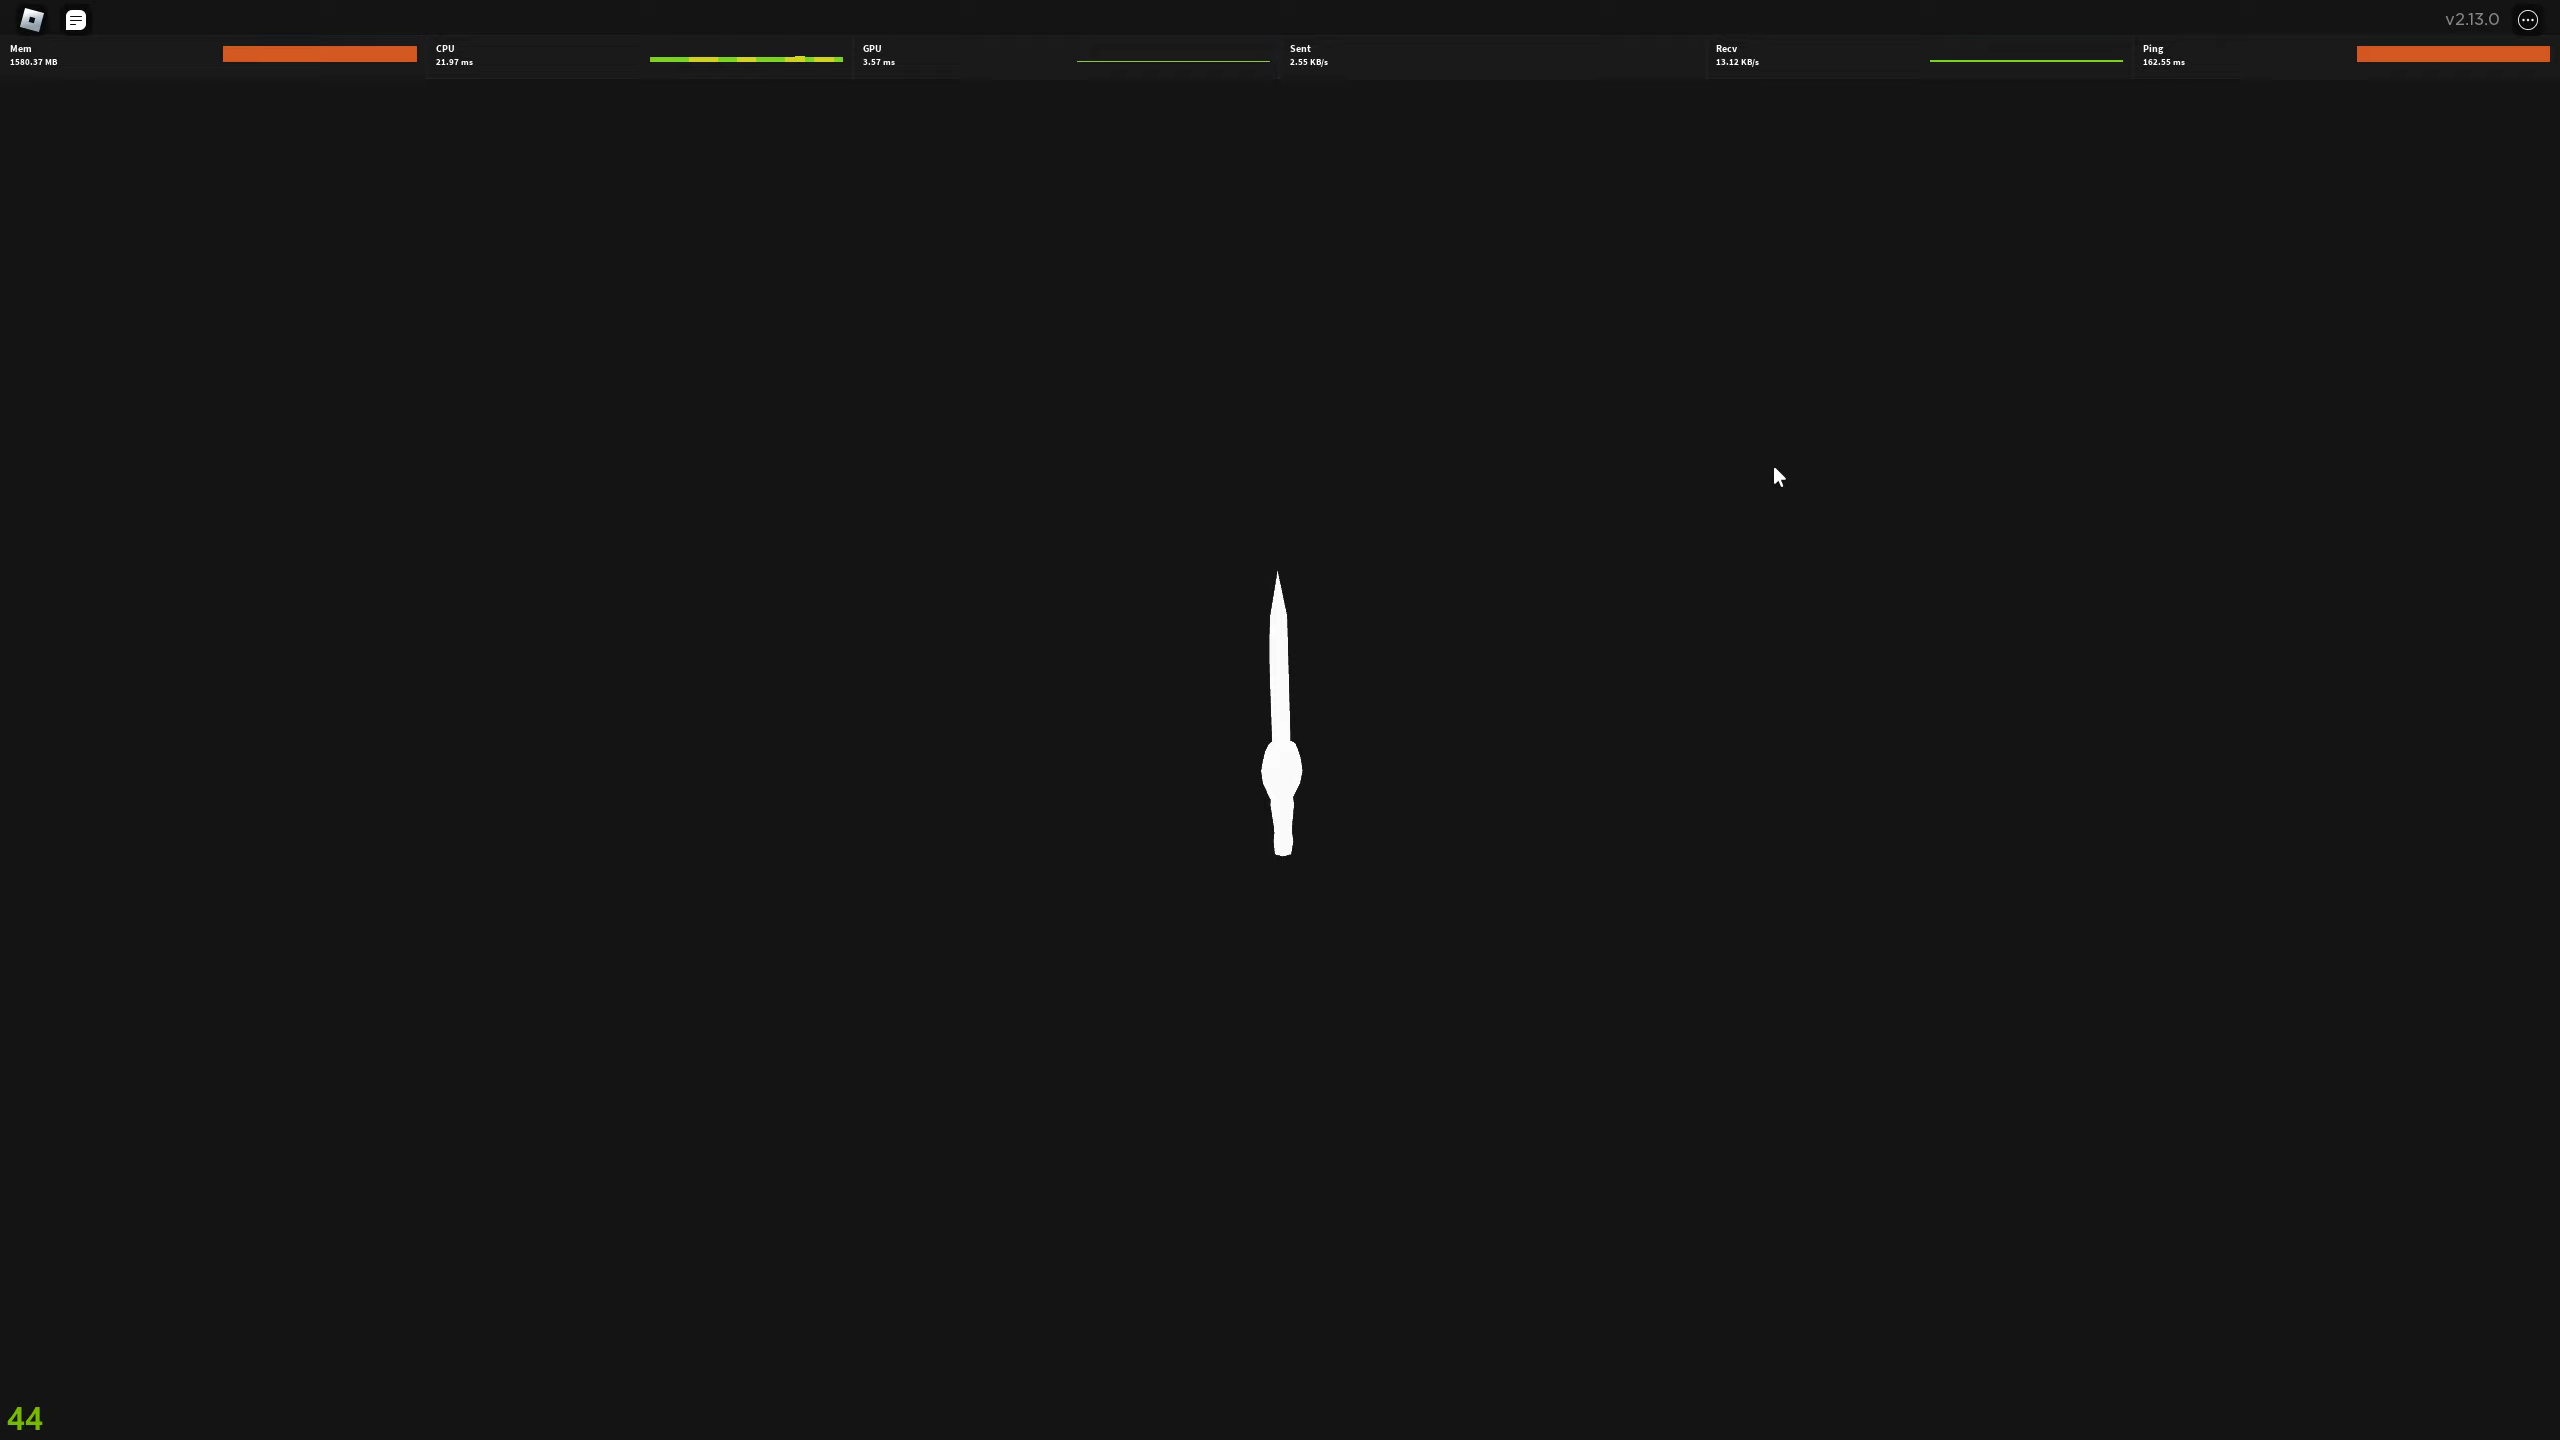 v2.13.0
Mem
1580.37 MB
CPU
21.97 ms
GPU
3.57 ms
Sent
2.55 KB/s
Recv
13.12 KB/s
Ping
162.55 ms
44